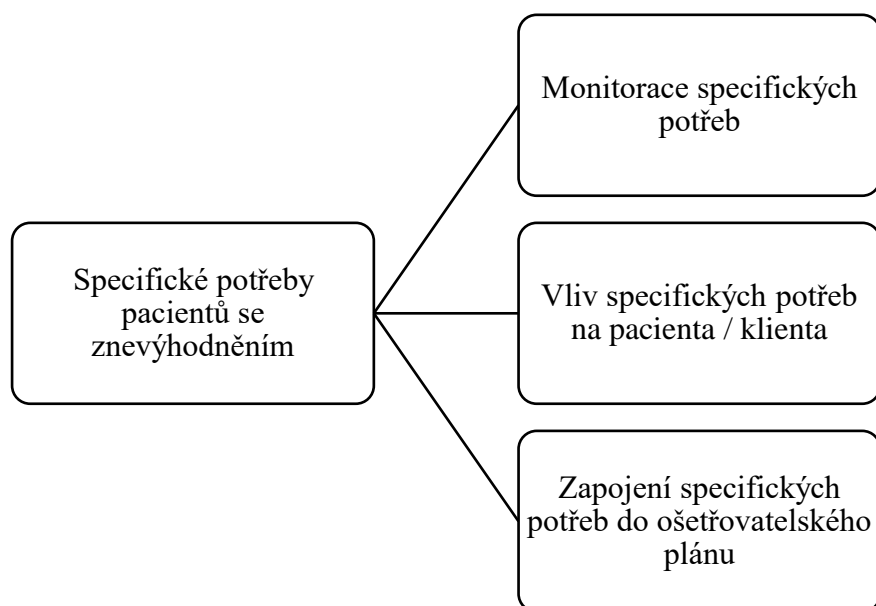 Monitorace specifických
potřeb
Specifické potřeby
pacientů se
znevýhodněním
Vliv specifických potřeb
na pacienta / klienta
Zapojení specifických
potřeb do ošetřovatelského
plánu